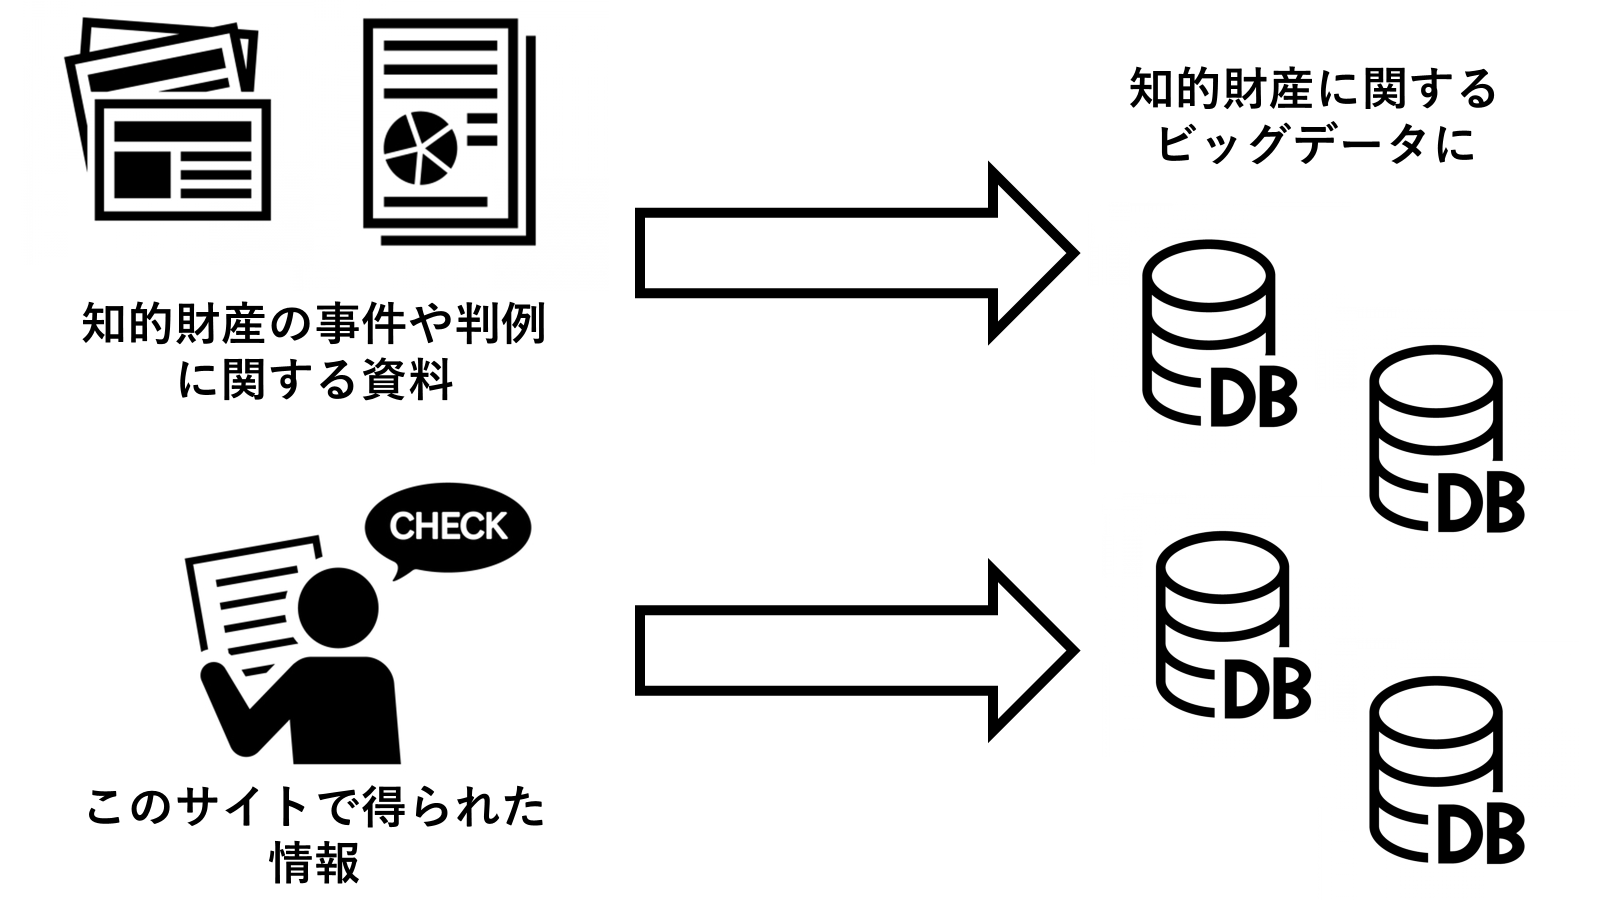 知的財産に関する
ビッグデータに
知的財産の事件や判例
に関する資料
DB
DB
CHECK
DB
DB
このサイトで得られた
情報